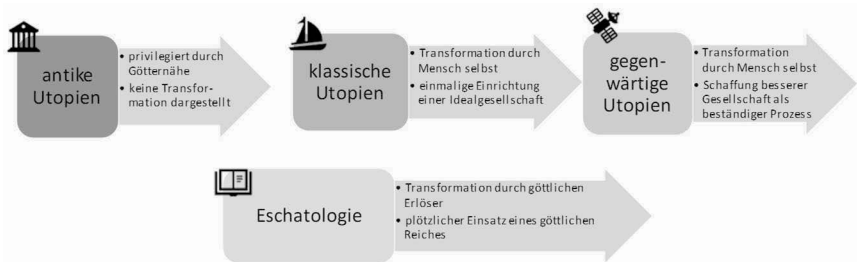 antike
Utopien
• privilegiert durch
Götternähe
• keine Transfor-
mation dargestellt
klassische
Utopien
• Transformation durch
Mensch selbst
• einmalige Einrichtung
einer Idealgesellschaft
gegen-
wärtige
Utopien
• Transformation
durch Mensch selbst
• Schaffung besserer
Gesellschaft als
beständiger Prozess
Eschatologie
• Transformation durch göttlichen
Erlöser
• plötzlicher Einsatz eines göttlichen
Reiches